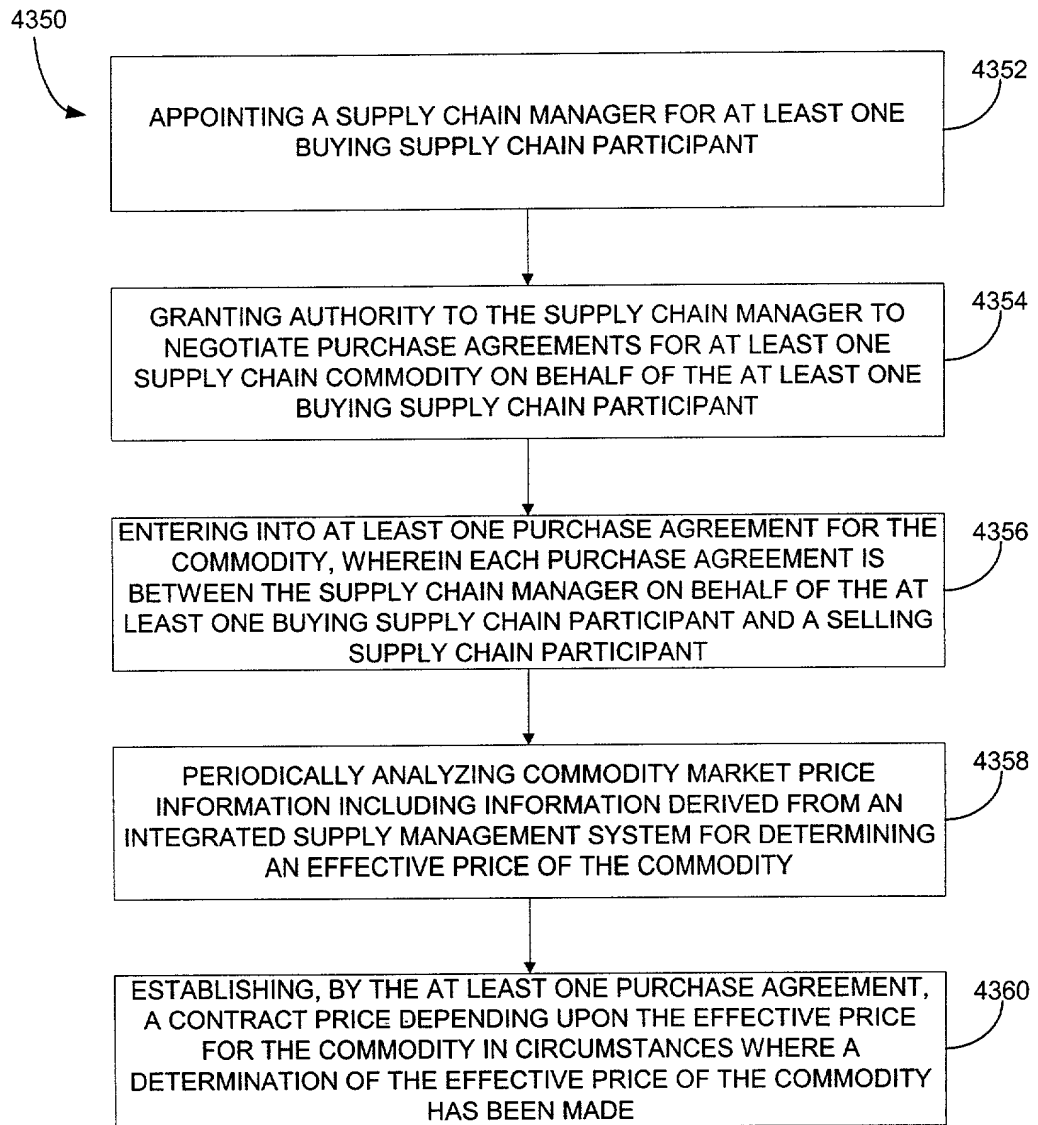 4350
4352
APPOINTING A SUPPLY CHAIN MANAGER FOR AT LEAST ONE
BUYING SUPPLY CHAIN PARTICIPANT
4354
GRANTING AUTHORITY TO THE SUPPLY CHAIN MANAGER TO
NEGOTIATE PURCHASE AGREEMENTS FOR AT LEAST ONE
SUPPLY CHAIN COMMODITY ON BEHALF OF THE AT LEAST ONE
BUYING SUPPLY CHAIN PARTICIPANT
4356
ENTERING INTO AT LEAST ONE PURCHASE AGREEMENT FOR THE
COMMODITY, WHEREIN EACH PURCHASE AGREEMENT IS
BETWEEN THE SUPPLY CHAIN MANAGER ON BEHALF OF THE AT
LEAST ONE BUYING SUPPLY CHAIN PARTICIPANT AND A SELLING
SUPPLY CHAIN PARTICIPANT
4358
PERIODICALLY ANALYZING COMMODITY MARKET PRICE
INFORMATION INCLUDING INFORMATION DERIVED FROM AN
INTEGRATED SUPPLY MANAGEMENT SYSTEM FOR DETERMINING
AN EFFECTIVE PRICE OF THE COMMODITY
4360
ESTABLISHING, BY THE AT LEAST ONE PURCHASE AGREEMENT,
A CONTRACT PRICE DEPENDING UPON THE EFFECTIVE PRICE
FOR THE COMMODITY IN CIRCUMSTANCES WHERE A
DETERMINATION OF THE EFFECTIVE PRICE OF THE COMMODITY
HAS BEEN MADE